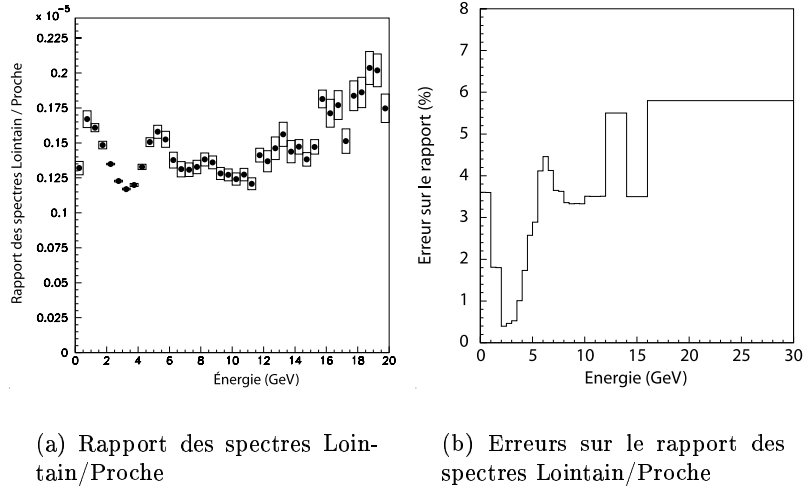 x 10⁻⁵
0.225
0.2
0.175
0.15
0.125
0.1
0.075
0.05
0.025
0
0 2 4 6 8 10 12 14 16 18 20
Énergie (GeV)
Rapport des spectres Lointain / Proche
8
7
6
5
4
3
2
1
0
0 5 10 15 20 25 30
Energie (GeV)
Erreur sur le rapport (%)
(a) Rapport des spectres Loin-
tain/Proche
(b) Erreurs sur le rapport des
spectres Lointain/Proche